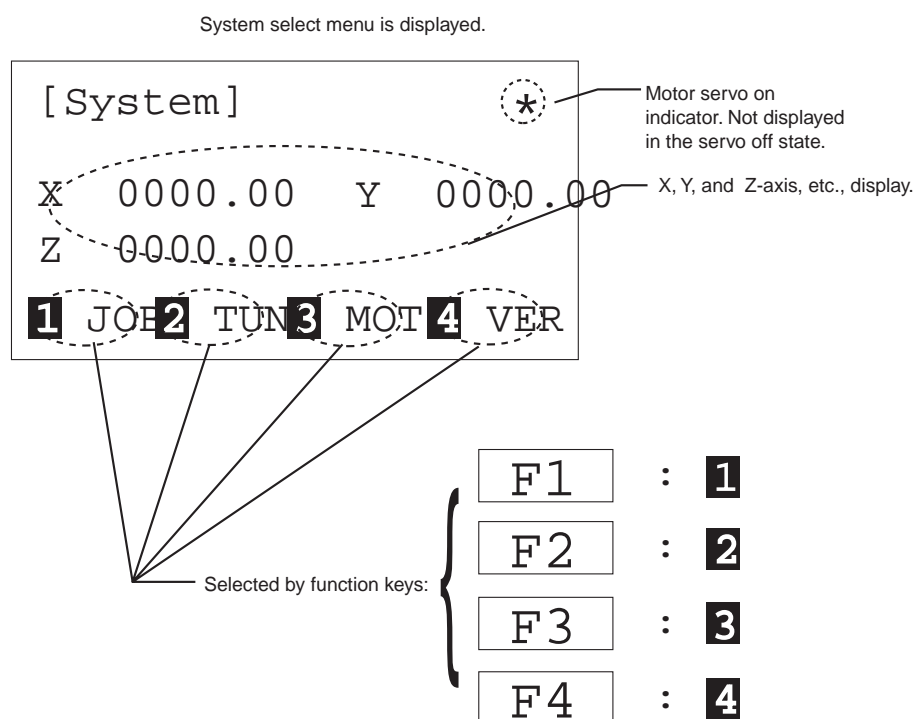 System select menu is displayed.
[System] *
Motor servo on
indicator. Not displayed
in the servo off state.
X 0000.00 Y 0000.00
X, Y, and Z-axis, etc., display.
Z 0000.00
1 JOB 2 TUN 3 MOT 4 VER
F1 : 1
F2 : 2
Selected by function keys:
F3 : 3
F4 : 4